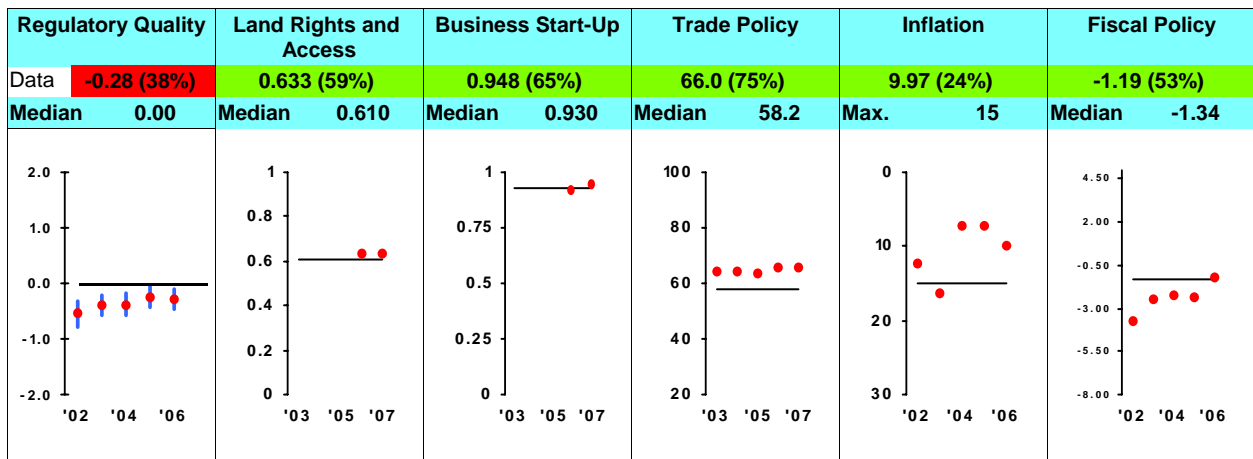 Regulatory Quality
Land Rights and
Access
Business Start-Up
Trade Policy
Inflation
Fiscal Policy
Data -0.28 (38%)
0.633 (59%)
0.948 (65%)
66.0 (75%)
9.97 (24%)
-1.19 (53%)
Median 0.00
Median 0.610
Median 0.930
Median 58.2
Max. 15
Median -1.34
2.0
1.0
0.0
-1.0
-2.0
'02 '04 '06
1
0.8
0.6
0.4
0.2
0
'03 '05 '07
1
0.75
0.5
0.25
0
'03 '05 '07
100
80
60
40
20
'03 '05 '07
0
10
20
30
'02 '04 '06
4.50
2.00
-0.50
-3.00
-5.50
-8.00
'02 '04 '06